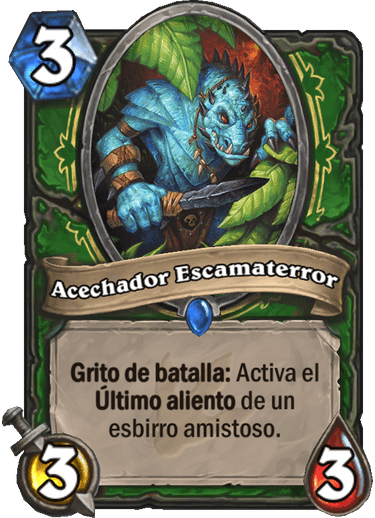 3
Acechador Escamaterror
Grito de batalla: Activa el
Último aliento de un
esbirro amistoso.
3
3